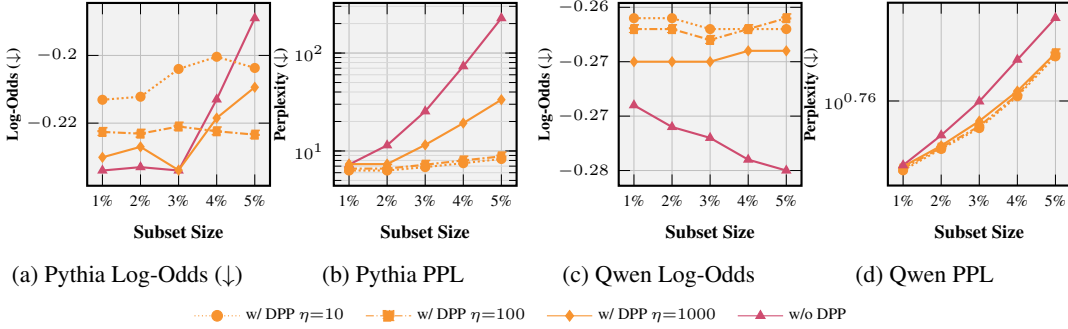 Log-Odds (↓)
−0.2
−0.22
1% 2% 3% 4% 5%
Subset Size
(a) Pythia Log-Odds (↓)
Perplexity (↓)
10²
10¹
1% 2% 3% 4% 5%
Subset Size
(b) Pythia PPL
Log-Odds (↓)
−0.26
−0.27
−0.27
−0.28
1% 2% 3% 4% 5%
Subset Size
(c) Qwen Log-Odds
Perplexity (↓)
10^0.76
1% 2% 3% 4% 5%
Subset Size
(d) Qwen PPL
w/ DPP η=10 w/ DPP η=100 w/ DPP η=1000 w/o DPP